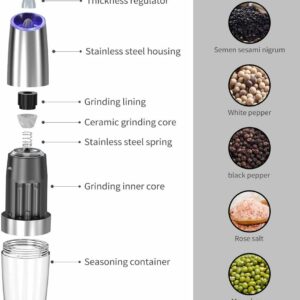 Thickness regulator
Stainless steel housing
Grinding lining
Ceramic grinding core
Stainless steel spring
Grinding inner core
Seasoning container
Semen sesami nigrum
White pepper
black pepper
Rose salt